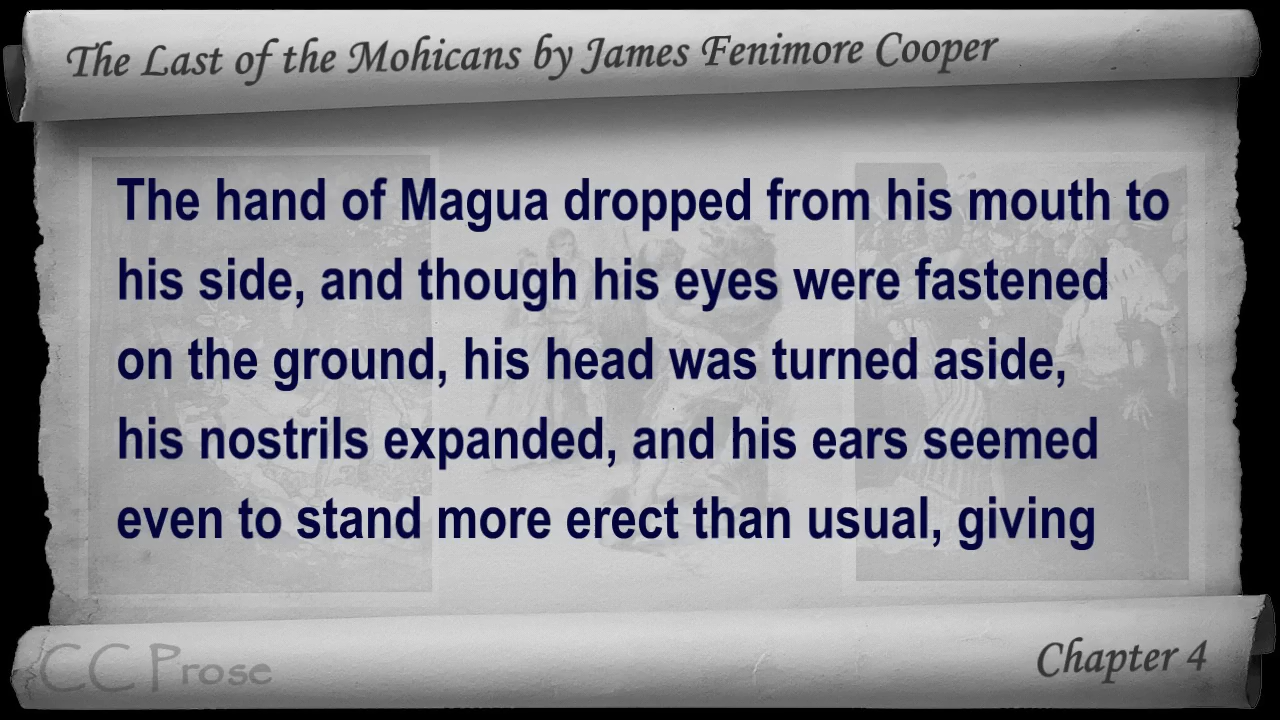 The Last of the Mohicans by James Fenimore Cooper
The hand of Magua dropped from his mouth to
his side, and though his eyes were fastened
on the ground, his head was turned aside,
his nostrils expanded, and his ears seemed
even to stand more erect than usual, giving
CC Prose
Chapter 4